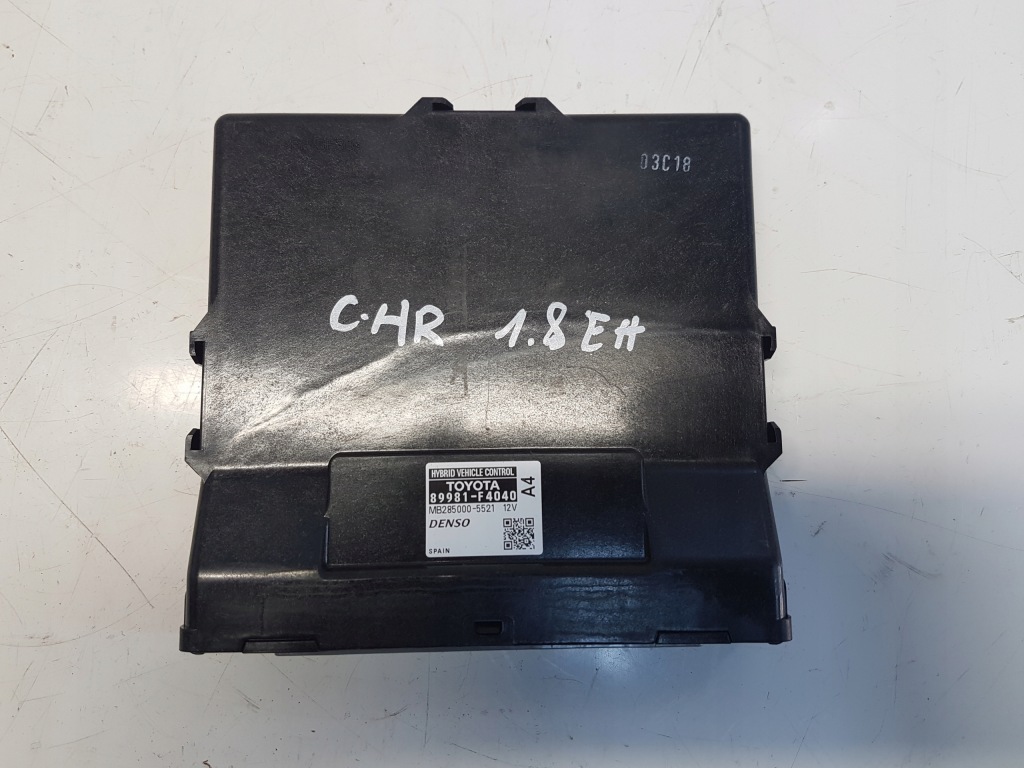 03C18
C-HR 1.8EH
HYBRID VEHICLE CONTROL
TOYOTA
89981-F4040
A4
MB285000-5521 12V
DENSO
SPAIN